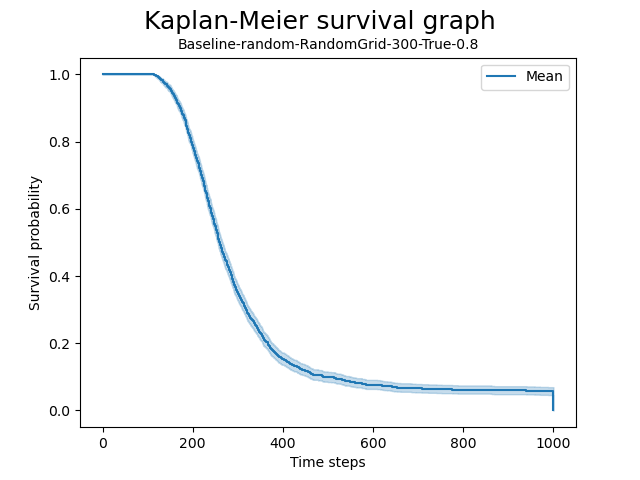 Kaplan-Meier survival graph
Baseline-random-RandomGrid-300-True-0.8
Mean
Survival probability
1.0
0.8
0.6
0.4
0.2
0.0
0 200 400 600 800 1000
Time steps